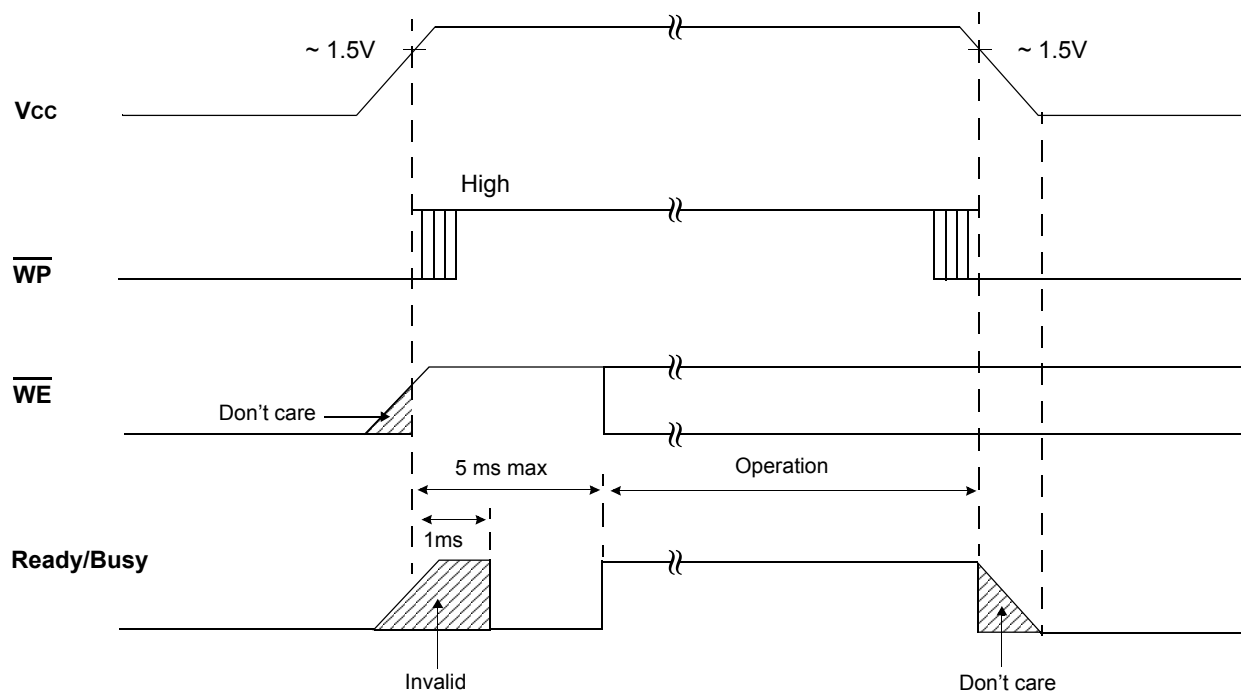 ~ 1.5V
~ 1.5V
Vcc
High
WP
WE
Don't care
5 ms max
Operation
1ms
Ready/Busy
Invalid
Don't care